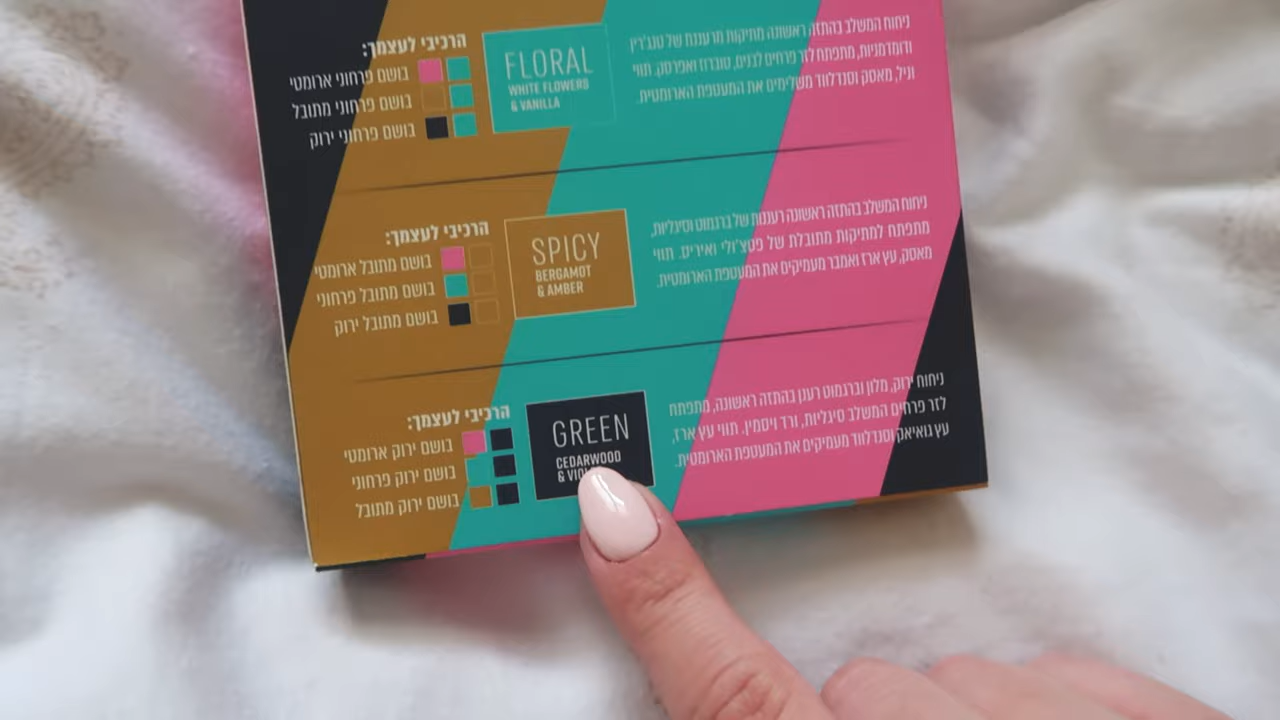 ניחוח המשלב בהתזה ראשונה מתיקות מרעננת של טנג'רין
ודומדמניות, מתפתח לזר פרחים לבנים, טוברוז ואפרסק. תווי
וניל, מאסק וסנדלווד משלימים את המעטפת הארומטית.
FLORAL
WHITE FLOWERS
& VANILLA
הרכיבי לעצמך:
בושם פרחוני ארומטי
בושם פרחוני מתובל
בושם פרחוני ירוק
ניחוח המשלב בהתזה ראשונה רעננות של ברגמוט וסיגליות,
מתפתח למתיקות מתובלת של פטצ'ולי ואיריס. תווי
מאסק, עץ ארז ואמבר מעמיקים את המעטפת הארומטית.
SPICY
BERGAMOT
& AMBER
הרכיבי לעצמך:
בושם מתובל ארומטי
בושם מתובל פרחוני
בושם מתובל ירוק
ניחוח ירוק, מלון וברגמוט רענן בהתזה ראשונה, מתפתח
לזר פרחים המשלב סיגליות, ורד ויסמין. תווי עץ ארז,
עץ גואיאק וסנדלווד מעמיקים את המעטפת הארומטית.
GREEN
CEDARWOOD
&
הרכיבי לעצמך:
בושם ירוק ארומטי
בושם ירוק פרחוני
בושם ירוק מתובל